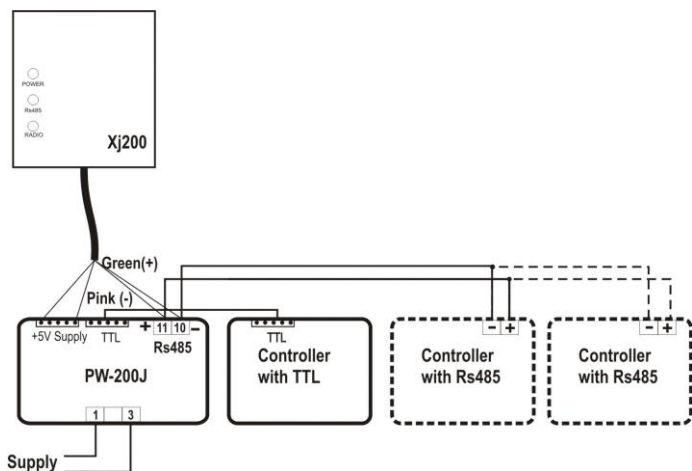 POWER
Rs485
RADIO
Xj200
Green(+)
Pink (-)
+5V Supply
TTL
+ 11 10 -
Rs485
PW-200J
1
3
Supply
TTL
Controller
with TTL
- +
Controller
with Rs485
- +
Controller
with Rs485